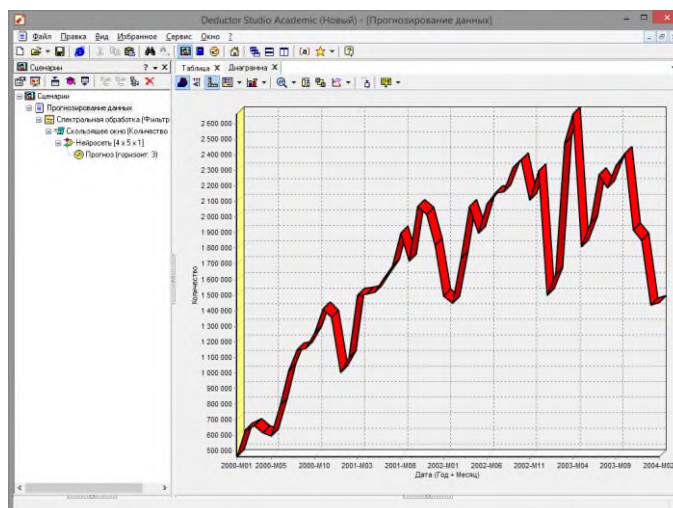 Deductor Studio Academic (Новый) - [Прогнозирование данных]
Файл Правка Вид Избранное Сервис Окно ?
Сценарии
Таблица X Диаграмма X
Сценарии
Прогнозирование данных
Спектральная обработка (Фильтр
Скользящее окно (Количество
Нейросеть [4 x 5 x 1]
Прогноз (горизонт: 3)
2 600 000
2 500 000
2 400 000
2 300 000
2 200 000
2 100 000
2 000 000
1 900 000
1 800 000
1 700 000
1 600 000
1 500 000
1 400 000
1 300 000
1 200 000
1 100 000
1 000 000
900 000
800 000
700 000
600 000
500 000
Количество
2000-M01 2000-M05 2000-M10 2001-M03 2001-M08 2002-M01 2002-M06 2002-M11 2003-M04 2003-M09 2004-M02
Дата (Год + Месяц)